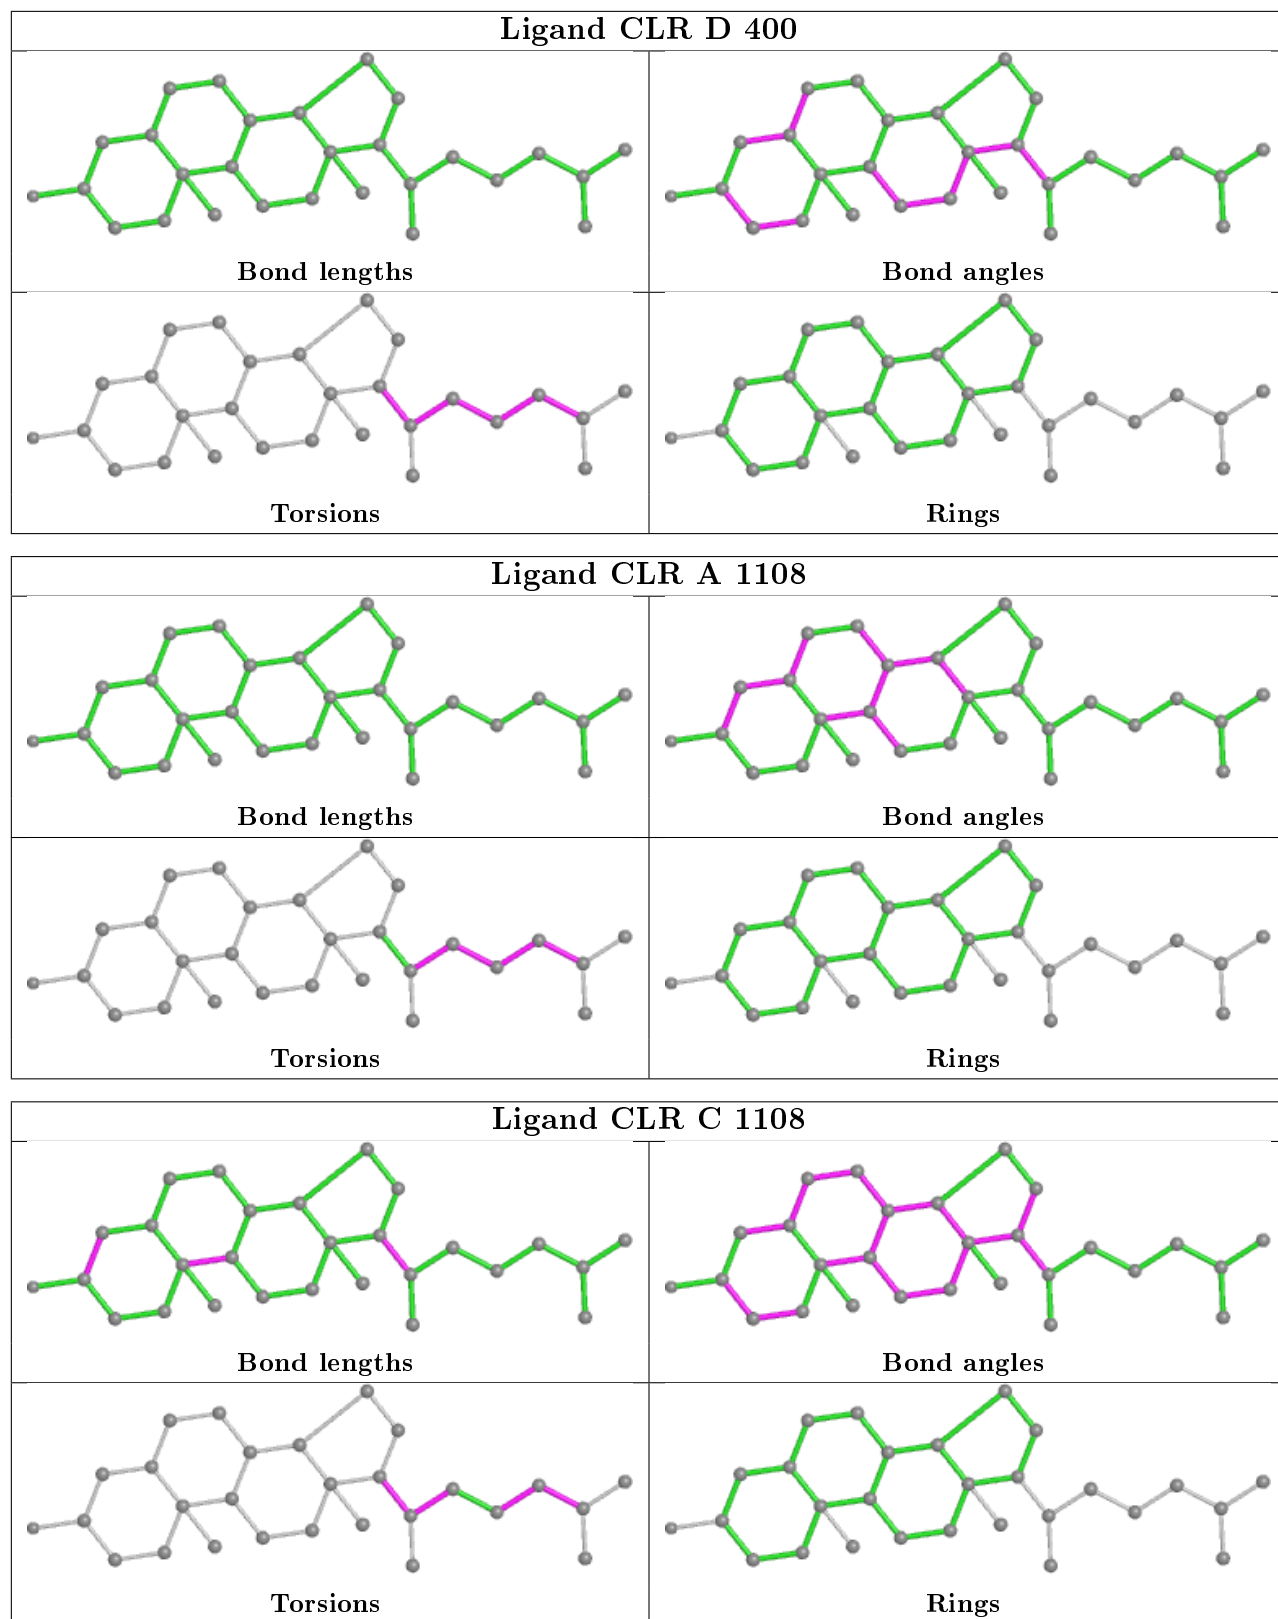 Ligand CLR D 400
Bond lengths
Bond angles
Torsions
Rings
Ligand CLR A 1108
Bond lengths
Bond angles
Torsions
Rings
Ligand CLR C 1108
Bond lengths
Bond angles
Torsions
Rings